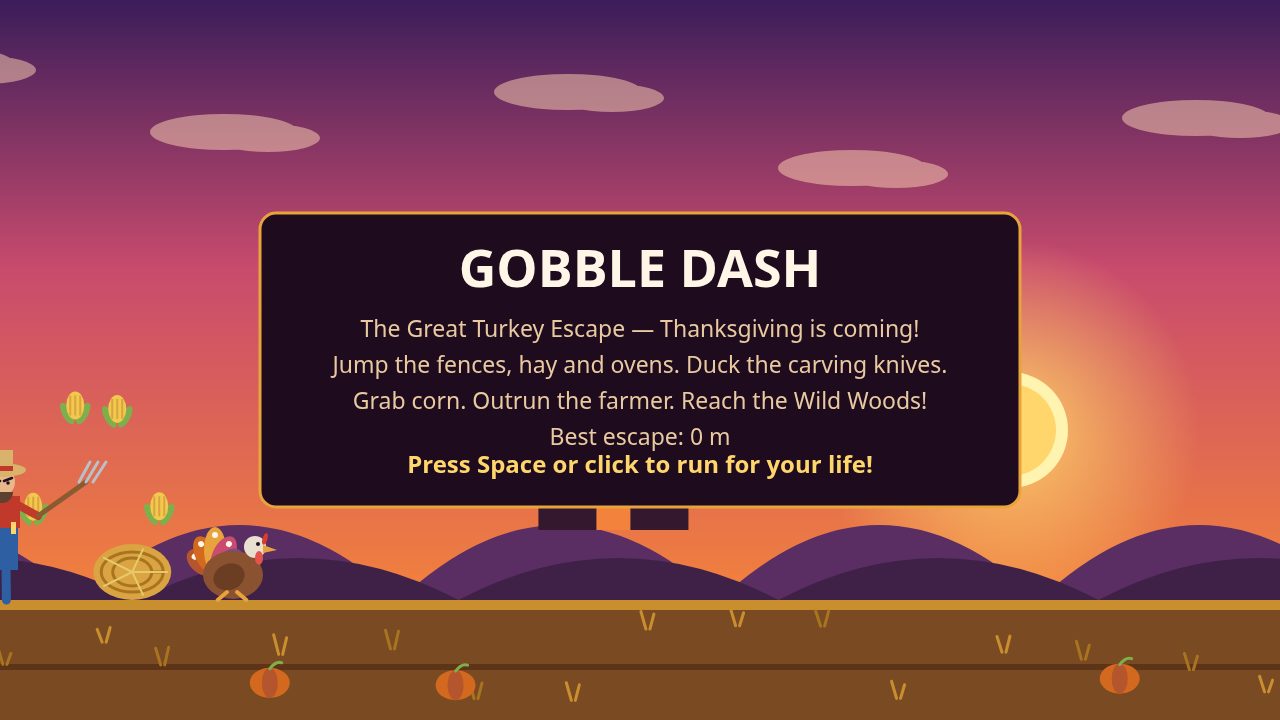 GOBBLE DASH
The Great Turkey Escape — Thanksgiving is coming!
Jump the fences, hay and ovens. Duck the carving knives.
Grab corn. Outrun the farmer. Reach the Wild Woods!
Best escape: 0 m
Press Space or click to run for your life!